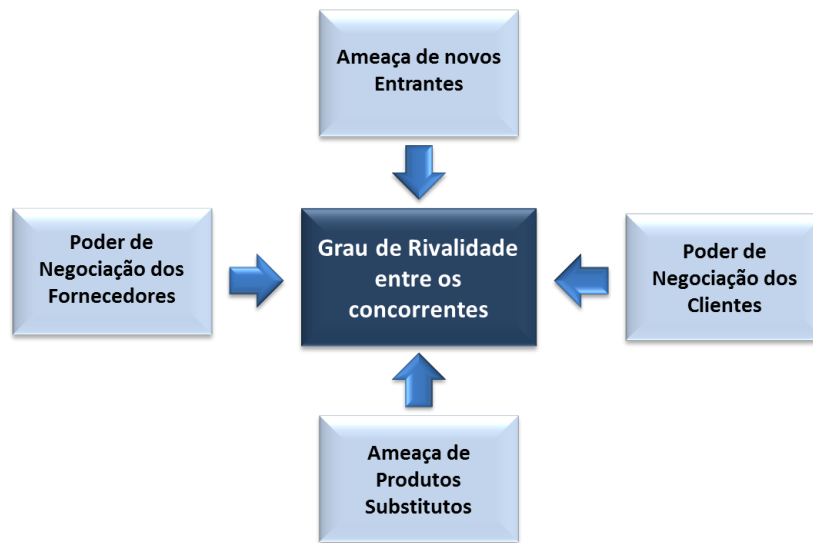 Ameaça de novos
Entrantes
Poder de
Negociação dos
Fornecedores
Grau de Rivalidade
entre os
concorrentes
Poder de
Negociação dos
Clientes
Ameaça de
Produtos
Substitutos